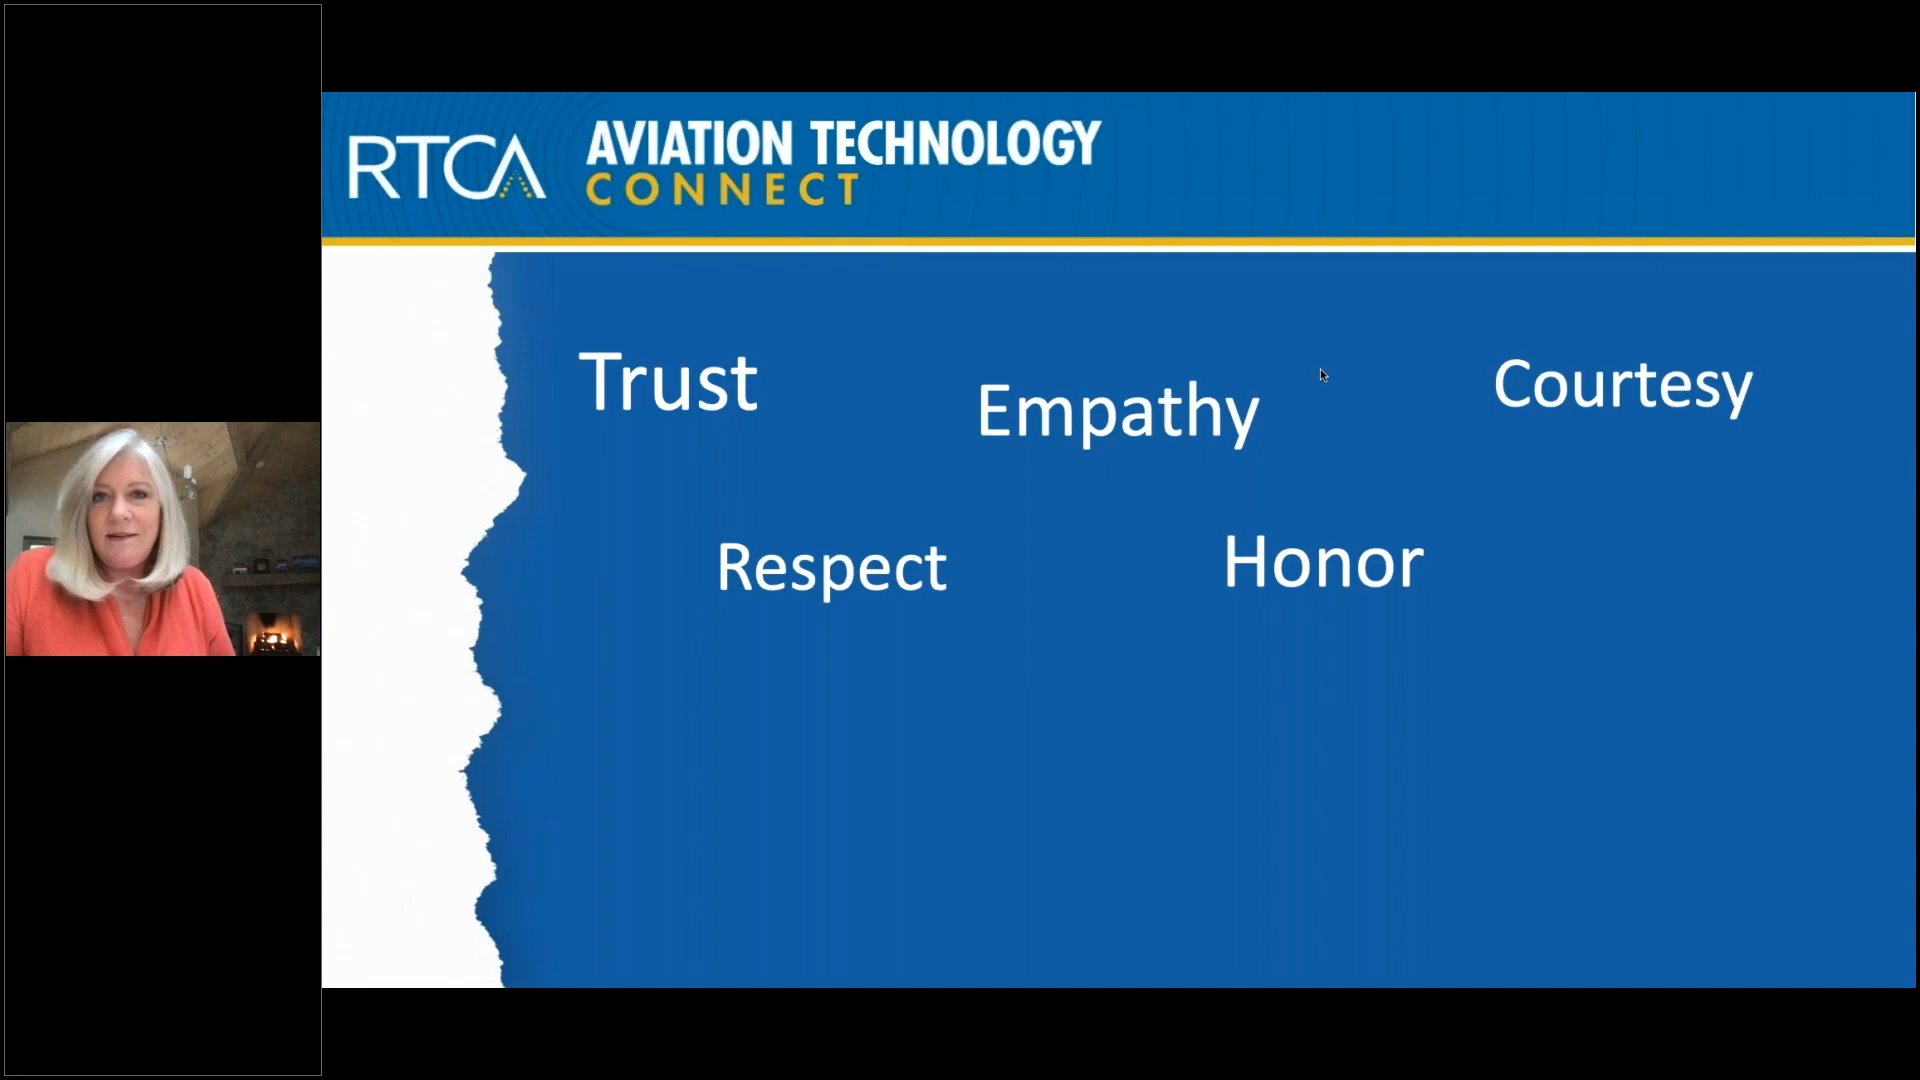 RTCA
AVIATION TECHNOLOGY
CONNECT
Trust
Empathy
Courtesy
Respect
Honor